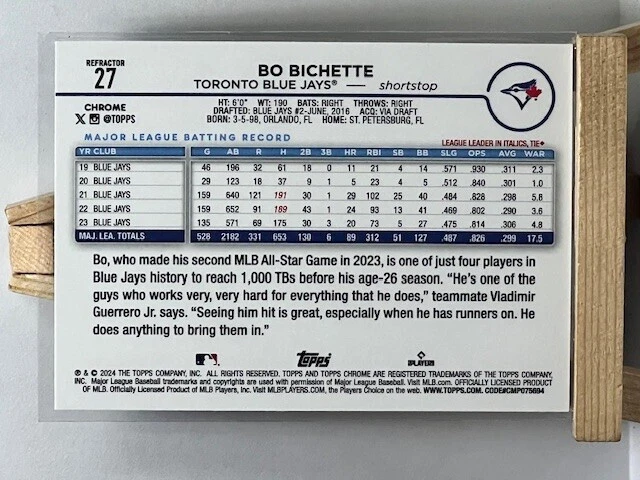 REFRACTOR
27
BO BICHETTE
TORONTO BLUE JAYS® — shortstop
CHROME
X @TOPPS
HT: 6'0" WT: 190 BATS: RIGHT THROWS: RIGHT
DRAFTED: BLUE JAYS #2-JUNE, 2016 ACQ: VIA DRAFT
BORN: 3-5-98, ORLANDO, FL HOME: ST. PETERSBURG, FL
MAJOR LEAGUE BATTING RECORD
LEAGUE LEADER IN ITALICS, TIE♦
YR CLUB G AB R H 2B 3B HR RBI SB BB SLG OPS AVG WAR
19 BLUE JAYS 46 196 32 61 18 0 11 21 4 14 .571 .930 .311 2.3
20 BLUE JAYS 29 123 18 37 9 1 5 23 4 5 .512 .840 .301 1.0
21 BLUE JAYS 159 640 121 191 30 1 29 102 25 40 .484 .828 .298 5.8
22 BLUE JAYS 159 652 91 189 43 1 24 93 13 41 .469 .802 .290 3.6
23 BLUE JAYS 135 571 69 175 30 3 20 73 5 27 .475 .814 .306 4.8
MAJ. LEA. TOTALS 528 2182 331 653 130 6 89 312 51 127 .487 .826 .299 17.5
Bo, who made his second MLB All-Star Game in 2023, is one of just four players in
Blue Jays history to reach 1,000 TBs before his age-26 season. "He's one of the
guys who works very, very hard for everything that he does," teammate Vladimir
Guerrero Jr. says. "Seeing him hit is great, especially when he has runners on. He
does anything to bring them in."
Topps
PLAYERS
® & © 2024 THE TOPPS COMPANY, INC. ALL RIGHTS RESERVED. TOPPS AND TOPPS CHROME ARE REGISTERED TRADEMARKS OF THE TOPPS COMPANY,
INC. Major League Baseball trademarks and copyrights are used with permission of Major League Baseball. Visit MLB.com. OFFICIALLY LICENSED PRODUCT
OF MLB. Officially Licensed Product of MLB Players, Inc. Visit MLBPLAYERS.COM, the Players Choice on the web. WWW.TOPPS.COM. CODE#CMP075694